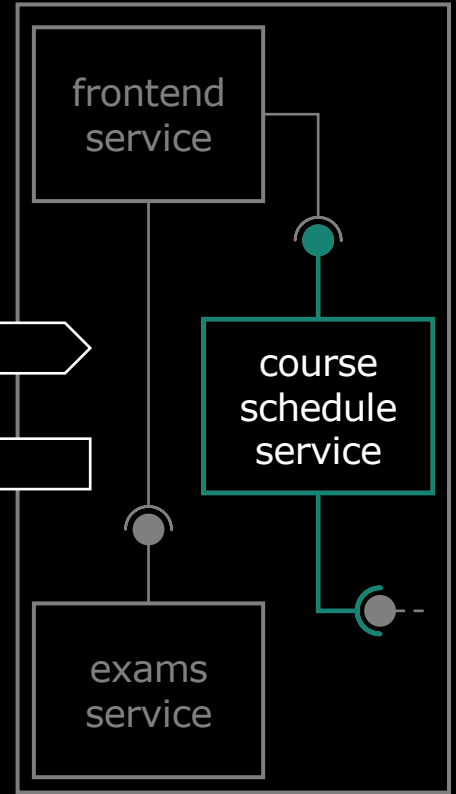 frontend
service
course
schedule
service
exams
service